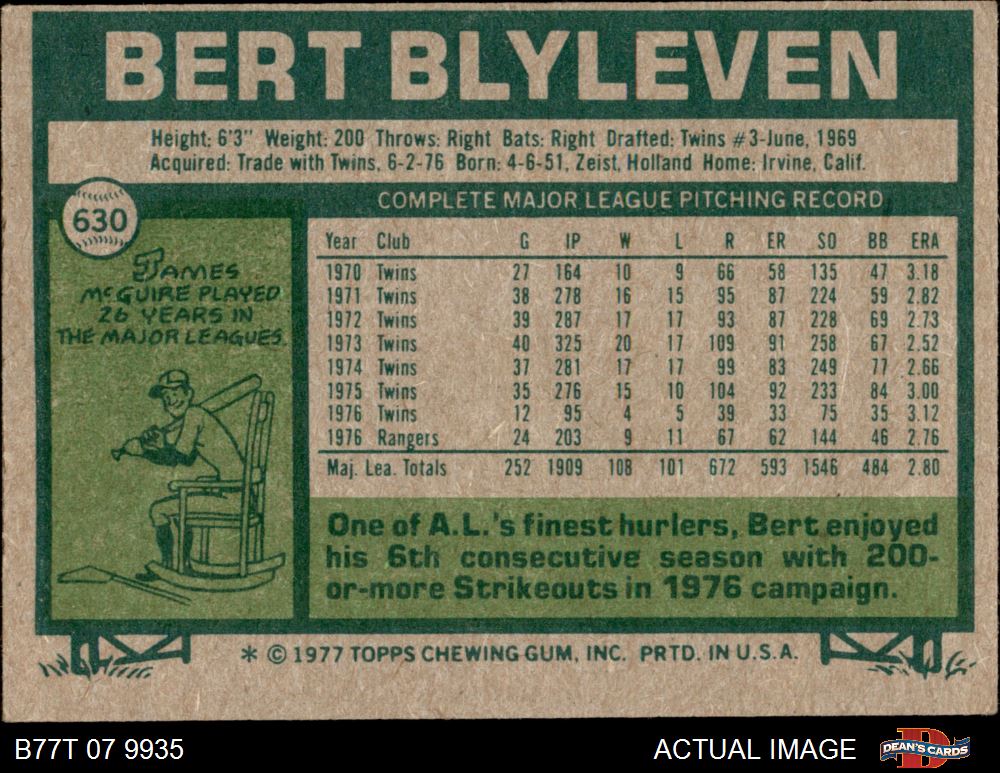 BERT BLYLEVEN
Height: 6'3" Weight: 200 Throws: Right Bats: Right Drafted: Twins #3-June, 1969
Acquired: Trade with Twins, 6-2-76 Born: 4-6-51, Zeist, Holland Home: Irvine, Calif.
630
JAMES
McGUIRE PLAYED
26 YEARS IN
THE MAJOR LEAGUES.
COMPLETE MAJOR LEAGUE PITCHING RECORD
Year Club G IP W L R ER SO BB ERA
1970 Twins 27 164 10 9 66 58 135 47 3.18
1971 Twins 38 278 16 15 95 87 224 59 2.82
1972 Twins 39 287 17 17 93 87 228 69 2.73
1973 Twins 40 325 20 17 109 91 258 67 2.52
1974 Twins 37 281 17 17 99 83 249 77 2.66
1975 Twins 35 276 15 10 104 92 233 84 3.00
1976 Twins 12 95 4 5 39 33 75 35 3.12
1976 Rangers 24 203 9 11 67 62 144 46 2.76
Maj. Lea. Totals 252 1909 108 101 672 593 1546 484 2.80
One of A.L.'s finest hurlers, Bert enjoyed
his 6th consecutive season with 200-
or-more Strikeouts in 1976 campaign.
* © 1977 TOPPS CHEWING GUM, INC. PRTD. IN U.S.A.
B77T 07 9935 ACTUAL IMAGE DEAN'S CARDS